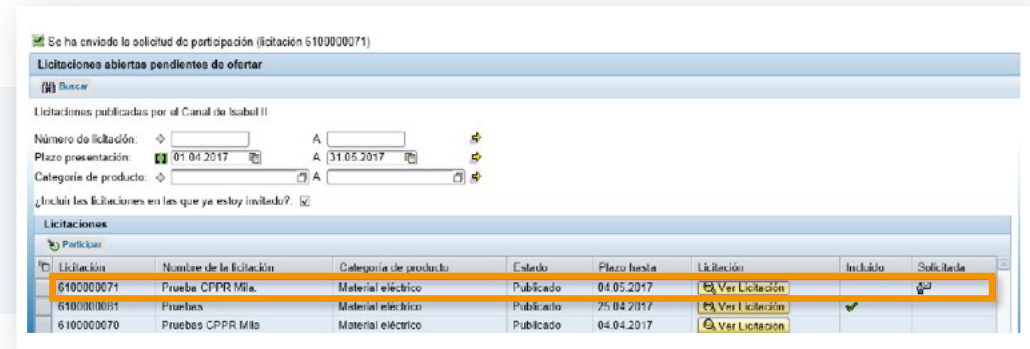 Se ha enviado la solicitud de participación (licitación 6100000071)
Licitaciones abiertas pendientes de ofertar
Buscar
Licitaciones publicadas por el Canal de Isabel II
Número de licitación: A
Plazo presentación: 01.04.2017 A 31.05.2017
Categoría de producto: A
¿Incluir las licitaciones en las que ya estoy invitado?.
Licitaciones
Participar
Licitación Nombre de la licitación Categoría de producto Estado Plazo hasta Licitación Incluido Solicitada
6100000071 Prueba CPPR Mila. Material eléctrico Publicado 04.05.2017 Ver Licitación
6100000081 Pruebas Material eléctrico Publicado 25.04.2017 Ver Licitación
6100000070 Pruebas CPPR Mila Material eléctrico Publicado 04.04.2017 Ver Licitación